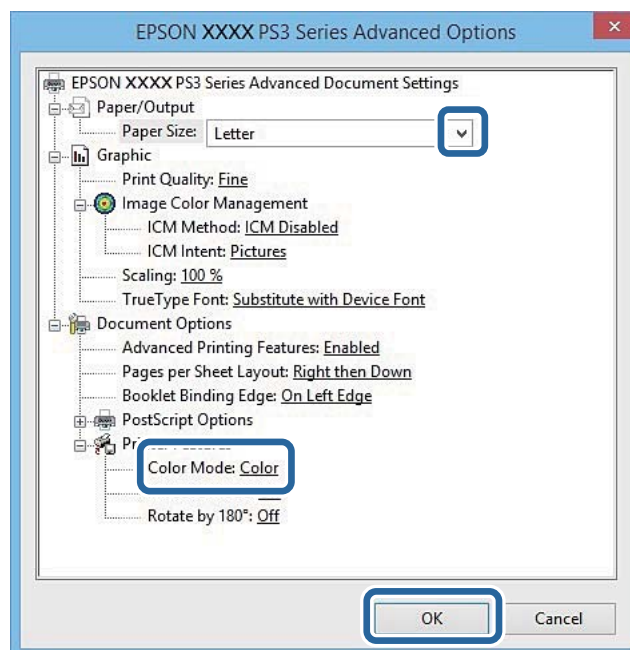 EPSON XXXX PS3 Series Advanced Options
EPSON XXXX PS3 Series Advanced Document Settings
Paper/Output
Paper Size: Letter
Graphic
Print Quality: Fine
Image Color Management
ICM Method: ICM Disabled
ICM Intent: Pictures
Scaling: 100 %
TrueType Font: Substitute with Device Font
Document Options
Advanced Printing Features: Enabled
Pages per Sheet Layout: Right then Down
Booklet Binding Edge: On Left Edge
PostScript Options
Color Mode: Color
Rotate by 180°: Off
OK Cancel